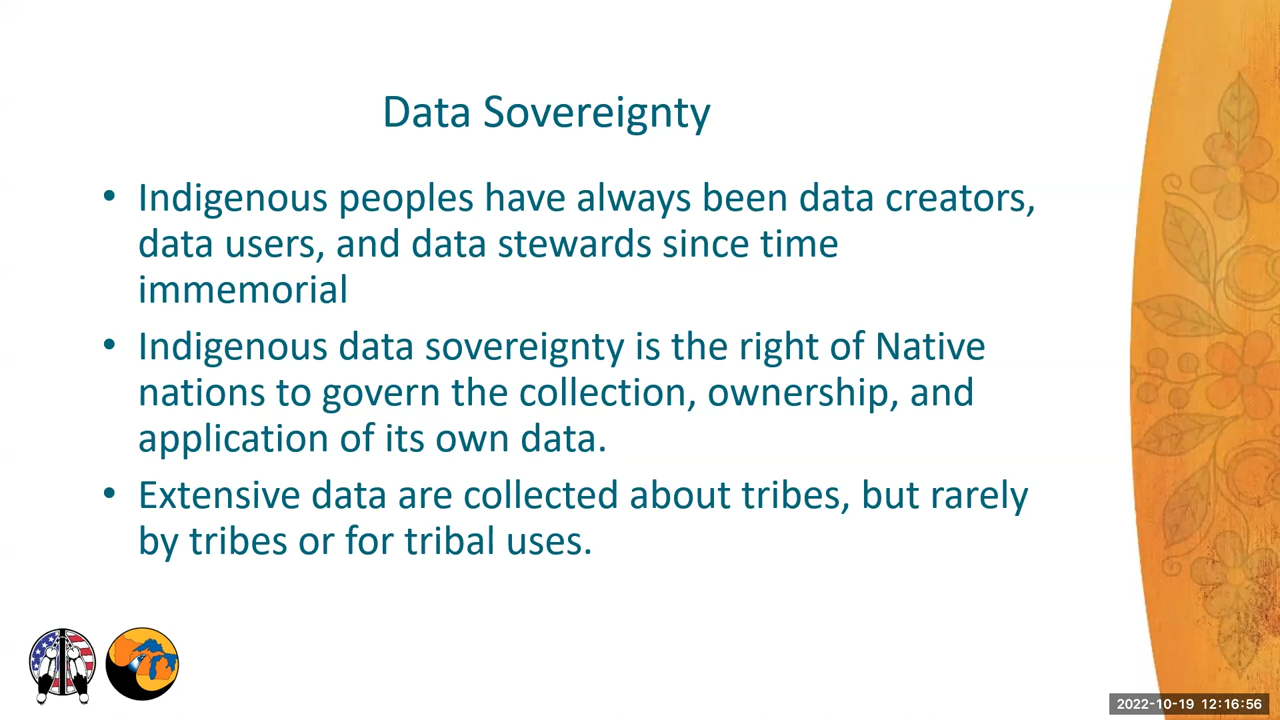 Data Sovereignty
• Indigenous peoples have always been data creators,
data users, and data stewards since time
immemorial
• Indigenous data sovereignty is the right of Native
nations to govern the collection, ownership, and
application of its own data.
• Extensive data are collected about tribes, but rarely
by tribes or for tribal uses.
2022-10-19 12:16:56